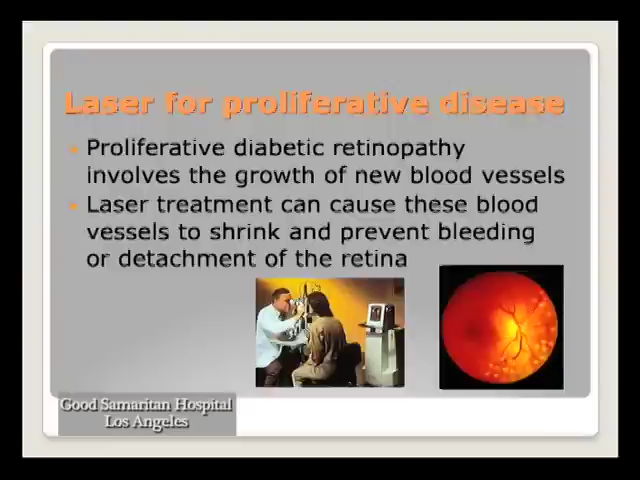 Laser for proliferative disease
Proliferative diabetic retinopathy
involves the growth of new blood vessels
Laser treatment can cause these blood
vessels to shrink and prevent bleeding
or detachment of the retina
Good Samaritan Hospital
Los Angeles